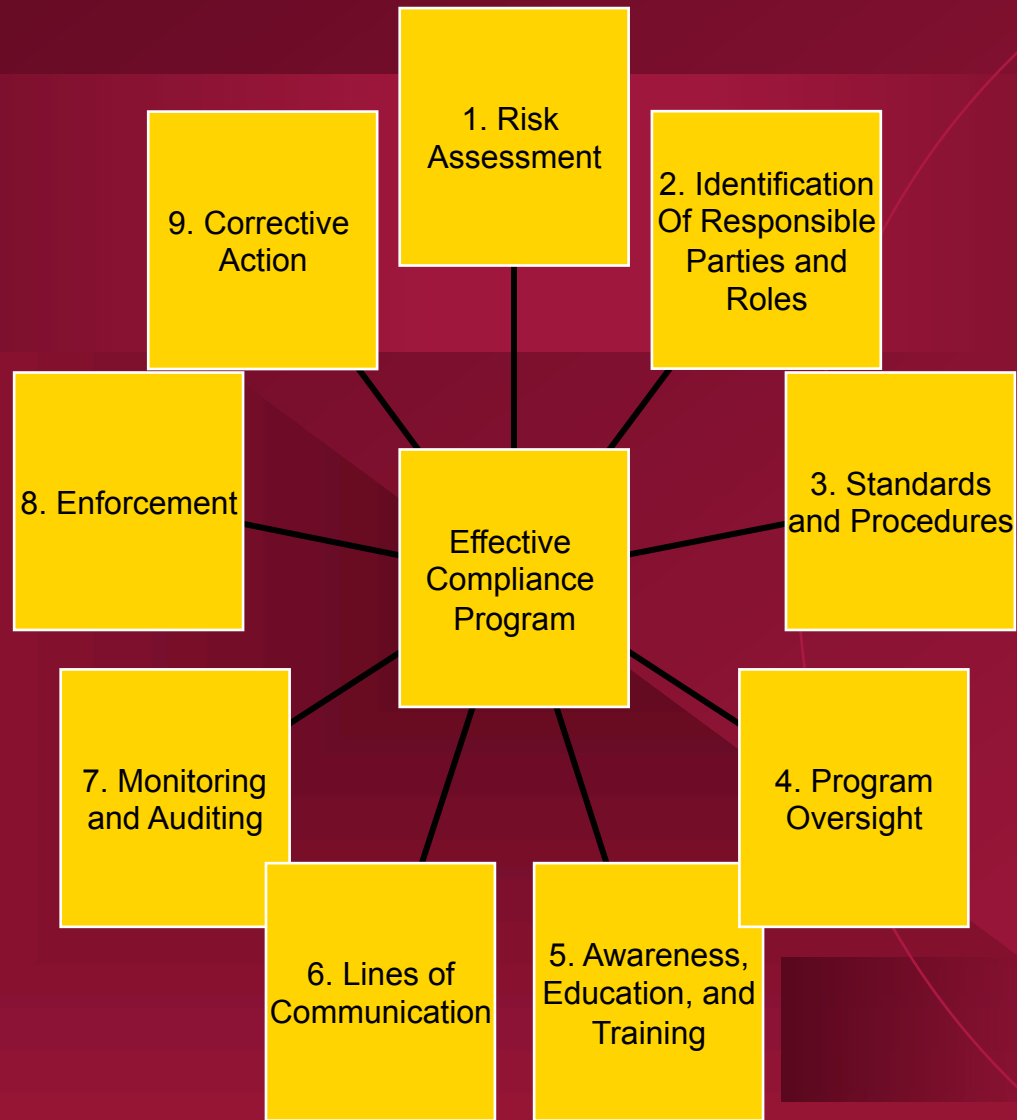 1. Risk
Assessment
2. Identification
Of Responsible
Parties and
Roles
3. Standards
and Procedures
4. Program
Oversight
5. Awareness,
Education, and
Training
6. Lines of
Communication
7. Monitoring
and Auditing
8. Enforcement
9. Corrective
Action
Effective
Compliance
Program